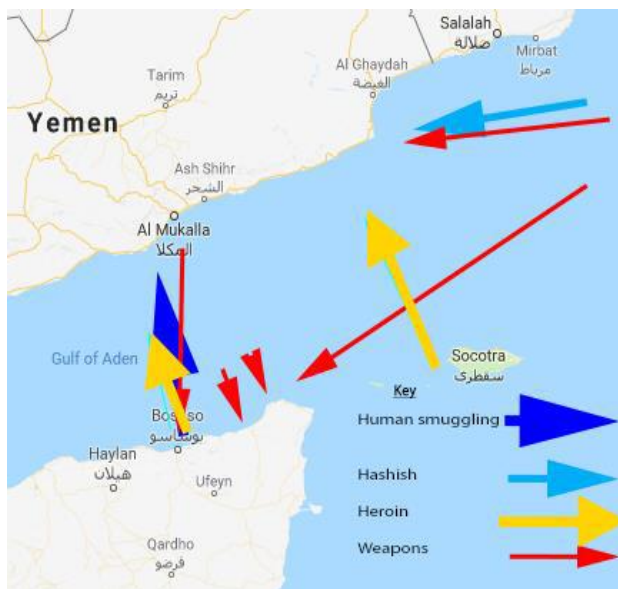 Salalah
صلالة
Mirbat
مرباط
Al Ghaydah
الغيضة
Tarim
تريم
Yemen
Ash Shihr
الشحر
Al Mukalla
المكلا
Gulf of Aden
Socotra
سقطرى
Key
Human smuggling
Bosaso
بوصاصو
Haylan
هيلان
Hashish
Ufeyn
Heroin
Qardho
قرضو
Weapons